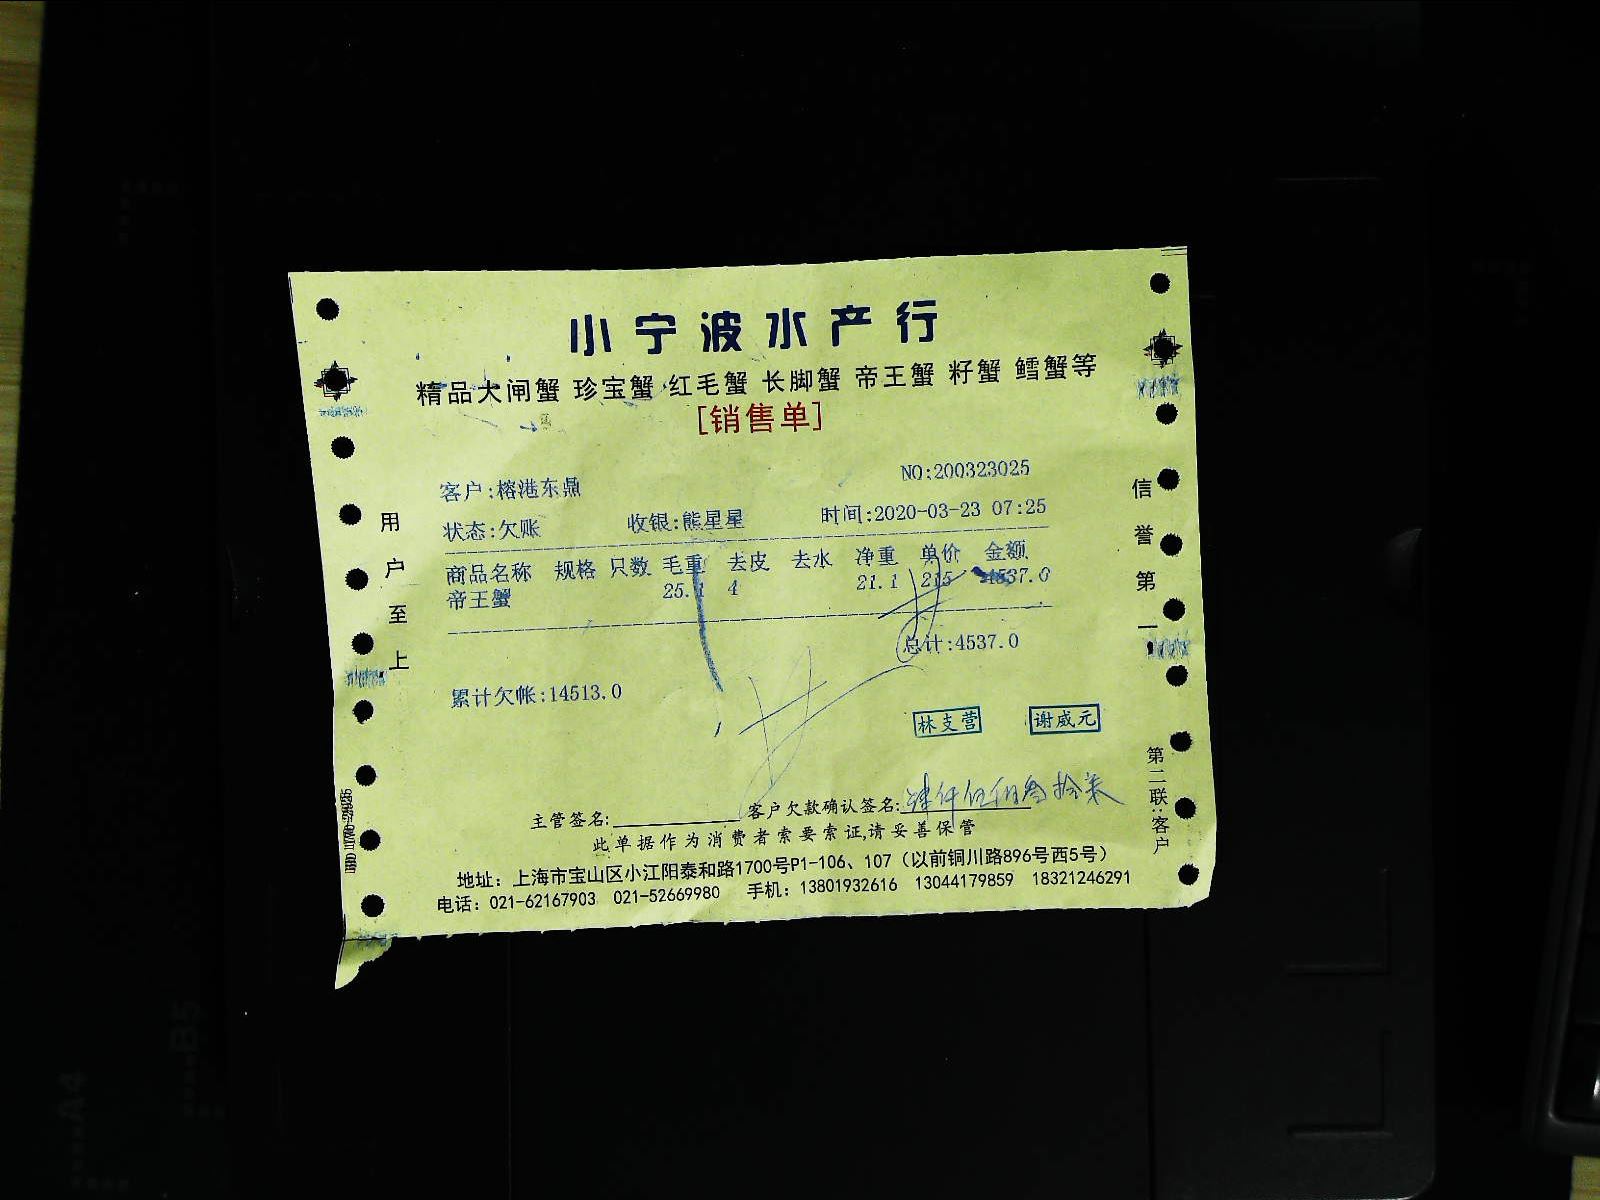 小宁波水产行
精品大闸蟹 珍宝蟹 红毛蟹 长脚蟹 帝王蟹 籽蟹 鳕蟹等
[销售单]
NO:200323025
客户:榕港东鼎
状态:欠账 收银:熊星星 时间:2020-03-23 07:25
商品名称 规格 只数 毛重 去皮 去水 净重 单价 金额
帝王蟹 25.1 4 21.1 215 4537.0
总计:4537.0
累计欠帐:14513.0
林支营 谢威元
主管签名: 客户欠款确认签名:肆仟伍佰叁拾柒
此单据作为消费者索要索证,请妥善保管
地址：上海市宝山区小江阳泰和路1700号P1-106、107（以前铜川路896号西5号）
电话：021-62167903 021-52669980 手机：13801932616 13044179859 18321246291
用户至上
信誉第一
第二联:客户
A4
B5